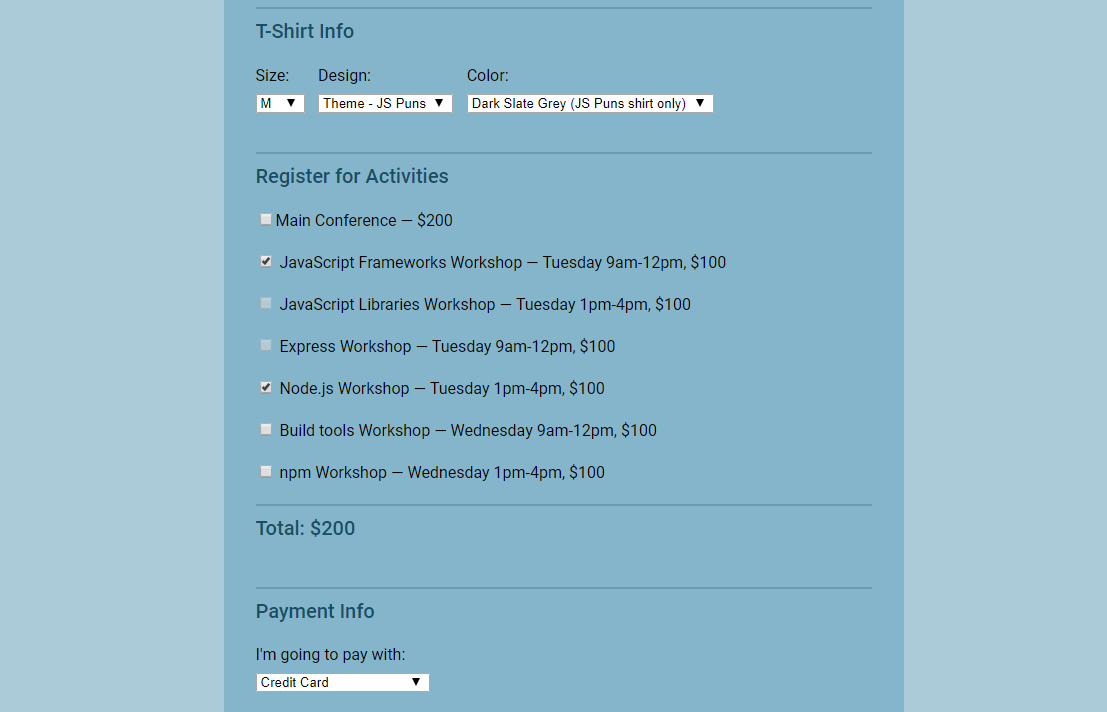 T-Shirt Info
Size: Design: Color:
M Theme - JS Puns Dark Slate Grey (JS Puns shirt only)
Register for Activities
Main Conference — $200
JavaScript Frameworks Workshop — Tuesday 9am-12pm, $100
JavaScript Libraries Workshop — Tuesday 1pm-4pm, $100
Express Workshop — Tuesday 9am-12pm, $100
Node.js Workshop — Tuesday 1pm-4pm, $100
Build tools Workshop — Wednesday 9am-12pm, $100
npm Workshop — Wednesday 1pm-4pm, $100
Total: $200
Payment Info
I'm going to pay with:
Credit Card